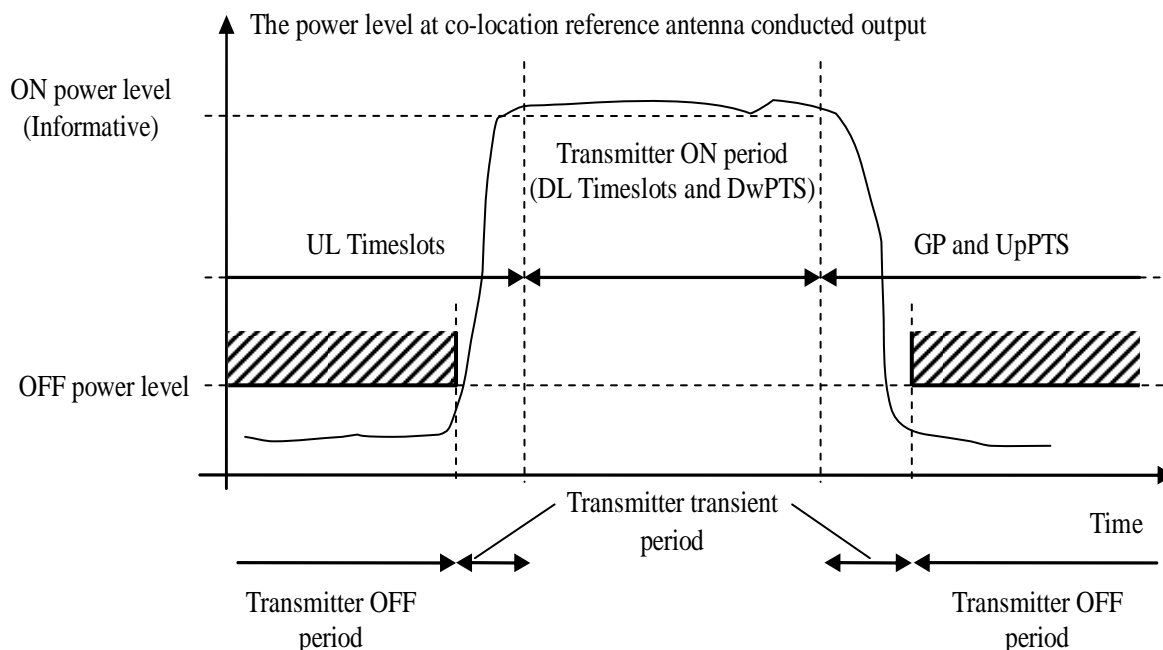 The power level at co-location reference antenna conducted output
ON power level
(Informative)
Transmitter ON period
(DL Timeslots and DwPTS)
UL Timeslots
GP and UpPTS
OFF power level
Transmitter transient
period
Time
Transmitter OFF
period
Transmitter OFF
period